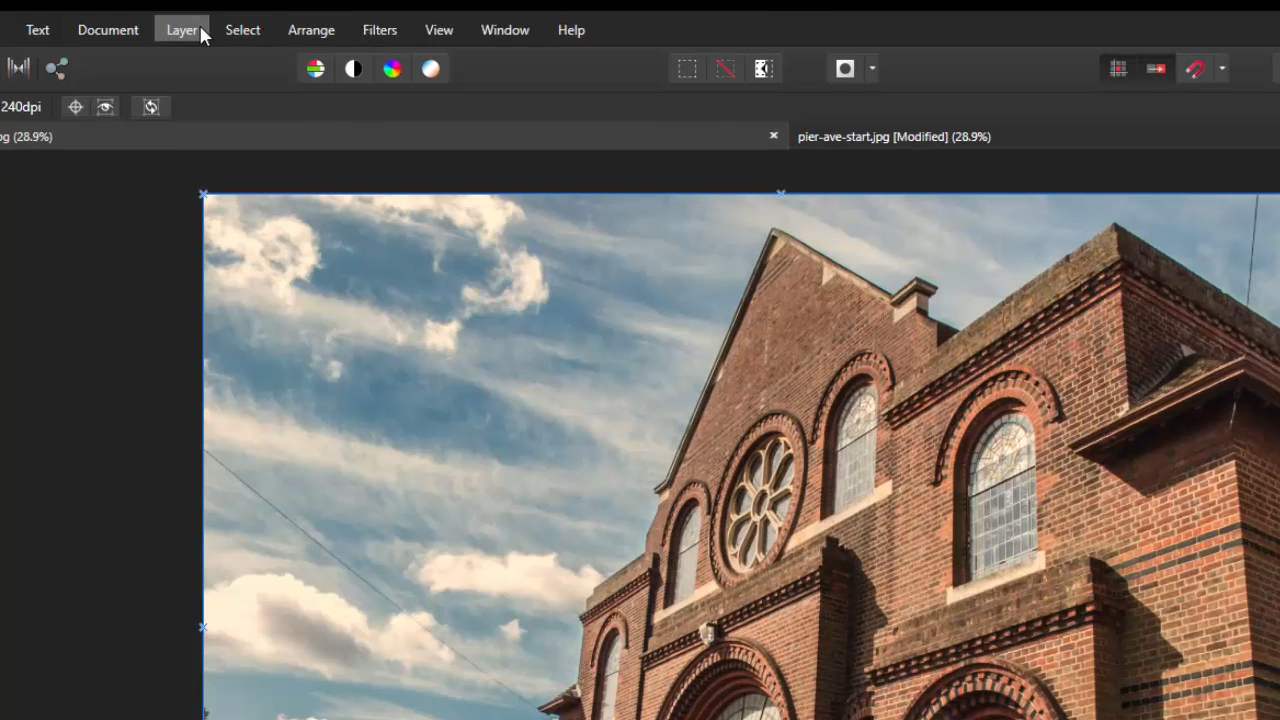 Text Document Layer Select Arrange Filters View Window Help
240dpi
og (28.9%) pier-ave-start.jpg [Modified] (28.9%)